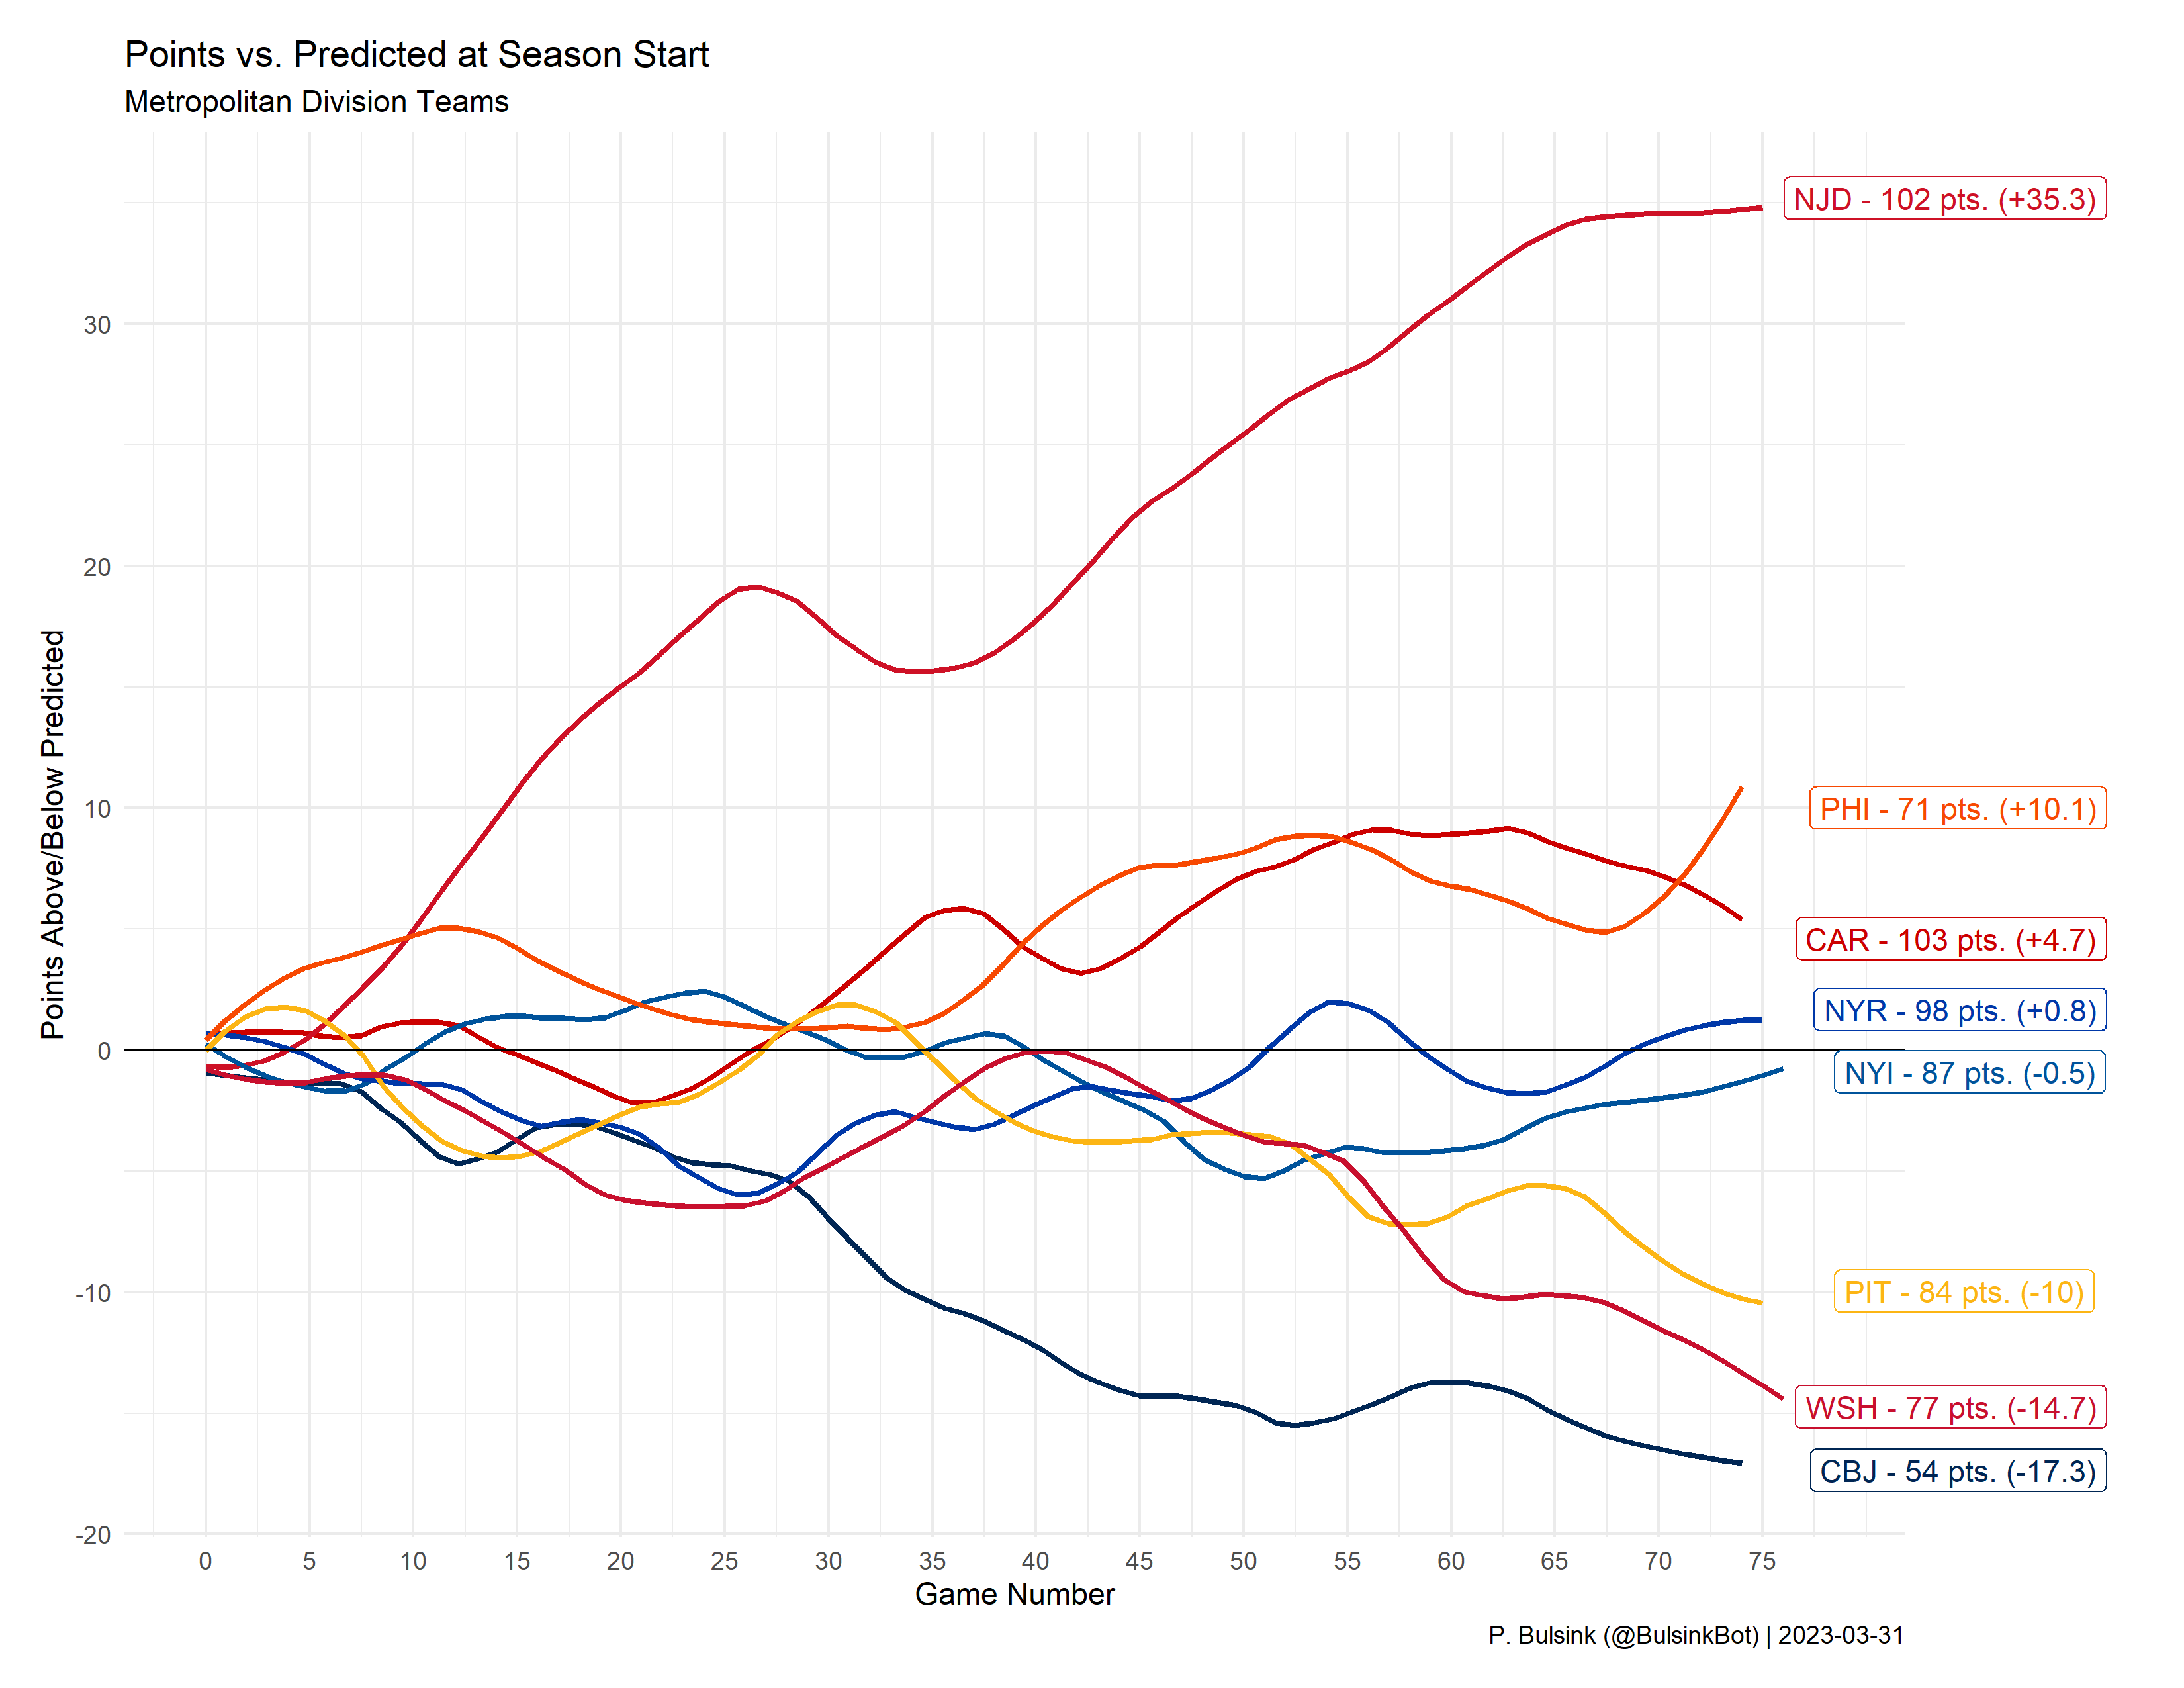 Points vs. Predicted at Season Start
Metropolitan Division Teams
Points Above/Below Predicted
30
20
10
0
-10
-20
NJD - 102 pts. (+35.3)
PHI - 71 pts. (+10.1)
CAR - 103 pts. (+4.7)
NYR - 98 pts. (+0.8)
NYI - 87 pts. (-0.5)
PIT - 84 pts. (-10)
WSH - 77 pts. (-14.7)
CBJ - 54 pts. (-17.3)
0 5 10 15 20 25 30 35 40 45 50 55 60 65 70 75
Game Number
P. Bulsink (@BulsinkBot) | 2023-03-31